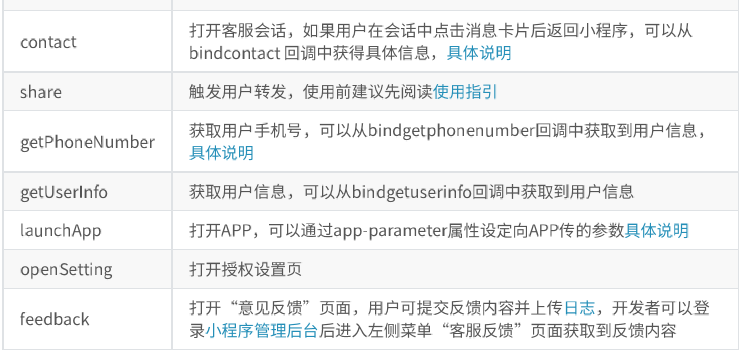 contact
打开客服会话，如果用户在会话中点击消息卡片后返回小程序，可以从
bindcontact 回调中获得具体信息，具体说明
share
触发用户转发，使用前建议先阅读使用指引
getPhoneNumber
获取用户手机号，可以从bindgetphonenumber回调中获取到用户信息，
具体说明
getUserInfo
获取用户信息，可以从bindgetuserinfo回调中获取到用户信息
launchApp
打开APP，可以通过app-parameter属性设定向APP传的参数具体说明
openSetting
打开授权设置页
feedback
打开“意见反馈”页面，用户可提交反馈内容并上传日志，开发者可以登
录小程序管理后台后进入左侧菜单“客服反馈”页面获取到反馈内容